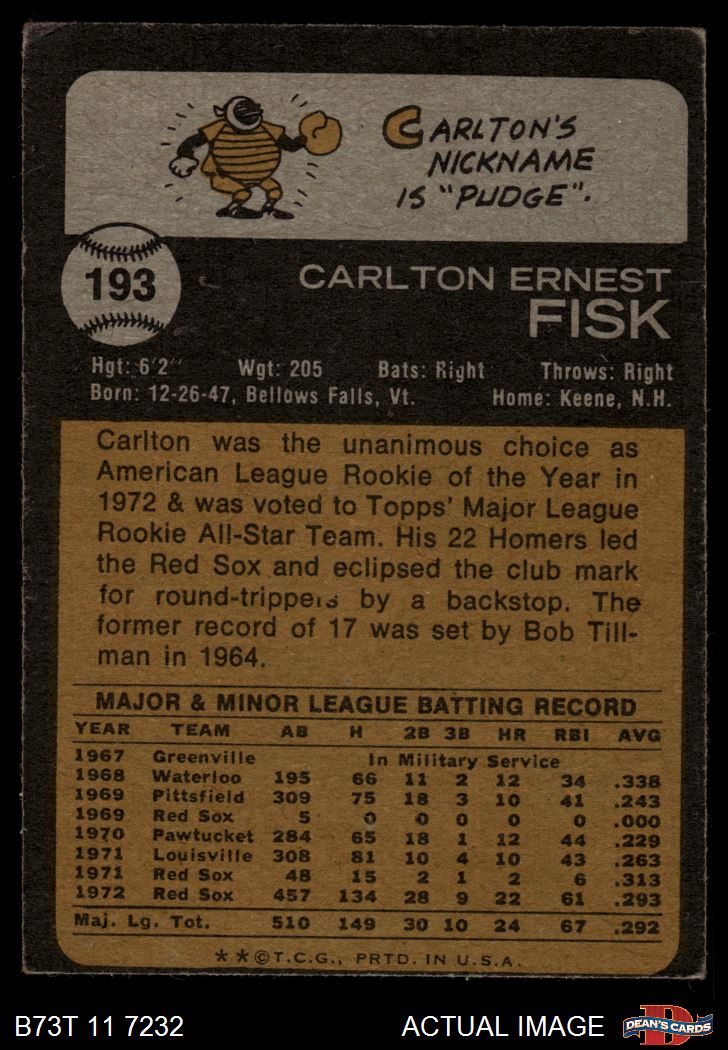 CARLTON'S
NICKNAME
IS "PUDGE".
193
CARLTON ERNEST
FISK
Hgt: 6'2" Wgt: 205 Bats: Right Throws: Right
Born: 12-26-47, Bellows Falls, Vt. Home: Keene, N.H.
Carlton was the unanimous choice as
American League Rookie of the Year in
1972 & was voted to Topps' Major League
Rookie All-Star Team. His 22 Homers led
the Red Sox and eclipsed the club mark
for round-trippers by a backstop. The
former record of 17 was set by Bob Till-
man in 1964.
MAJOR & MINOR LEAGUE BATTING RECORD
YEAR TEAM AB H 2B 3B HR RBI AVG
1967 Greenville In Military Service
1968 Waterloo 195 66 11 2 12 34 .338
1969 Pittsfield 309 75 18 3 10 41 .243
1969 Red Sox 5 0 0 0 0 0 .000
1970 Pawtucket 284 65 18 1 12 44 .229
1971 Louisville 308 81 10 4 10 43 .263
1971 Red Sox 48 15 2 1 2 6 .313
1972 Red Sox 457 134 28 9 22 61 .293
Maj. Lg. Tot. 510 149 30 10 24 67 .292
**©T.C.G., PRTD. IN U.S.A.
B73T 11 7232 ACTUAL IMAGE
D
DEAN'S CARDS